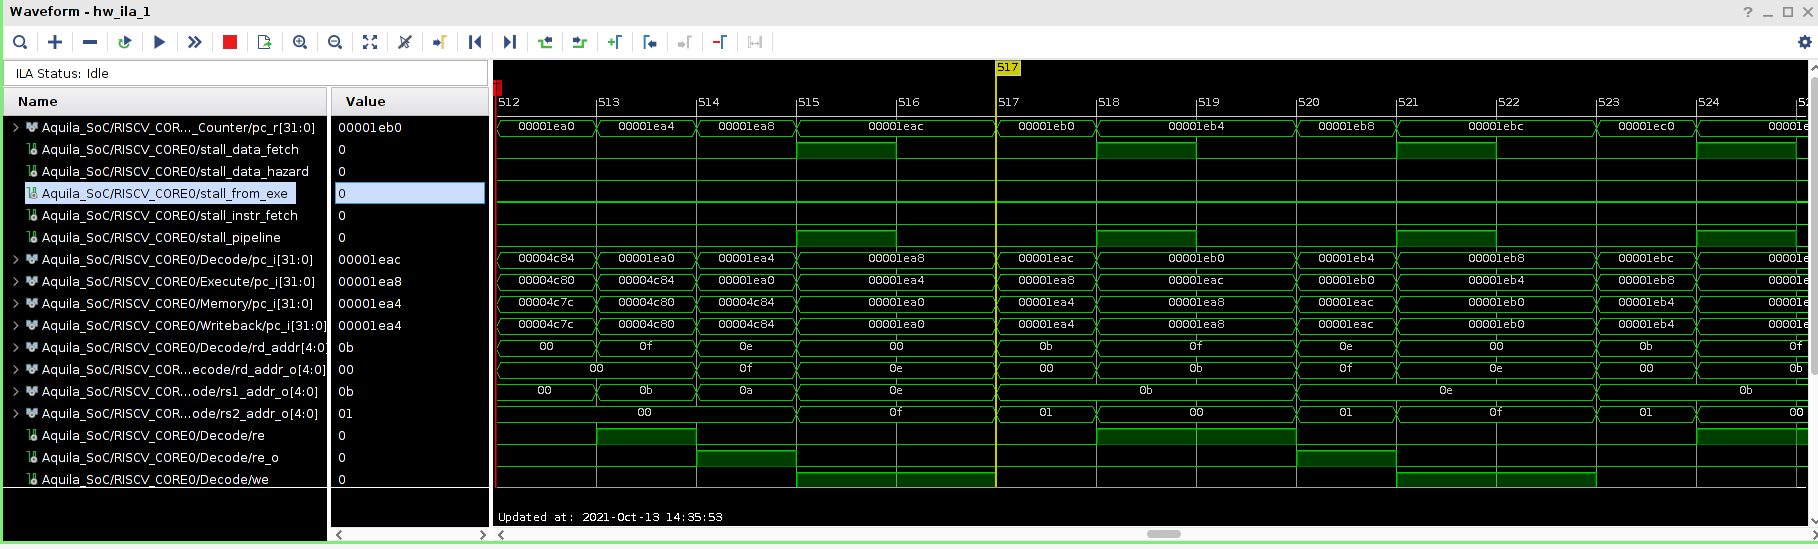 Waveform - hw_ila_1
?
ILA Status: Idle
Name Value
517
512 513 514 515 516 517 518 519 520 521 522 523 524 52
Aquila_SoC/RISCV_COR..._Counter/pc_r[31:0] 00001eb0 00001ea0 00001ea4 00001ea8 00001eac 00001eb0 00001eb4 00001eb8 00001ebc 00001ec0 00001e
Aquila_SoC/RISCV_CORE0/stall_data_fetch 0
Aquila_SoC/RISCV_CORE0/stall_data_hazard 0
Aquila_SoC/RISCV_CORE0/stall_from_exe 0
Aquila_SoC/RISCV_CORE0/stall_instr_fetch 0
Aquila_SoC/RISCV_CORE0/stall_pipeline 0
Aquila_SoC/RISCV_CORE0/Decode/pc_i[31:0] 00001eac 00004c84 00001ea0 00001ea4 00001ea8 00001eac 00001eb0 00001eb4 00001eb8 00001ebc 00001e
Aquila_SoC/RISCV_CORE0/Execute/pc_i[31:0] 00001ea8 00004c80 00004c84 00001ea0 00001ea4 00001ea8 00001eac 00001eb0 00001eb4 00001eb8 00001e
Aquila_SoC/RISCV_CORE0/Memory/pc_i[31:0] 00001ea4 00004c7c 00004c80 00004c84 00001ea0 00001ea4 00001ea8 00001eac 00001eb0 00001eb4 00001e
Aquila_SoC/RISCV_CORE0/Writeback/pc_i[31:0] 00001ea4 00004c7c 00004c80 00004c84 00001ea0 00001ea4 00001ea8 00001eac 00001eb0 00001eb4 00001e
Aquila_SoC/RISCV_CORE0/Decode/rd_addr[4:0] 0b 00 0f 0e 00 0b 0f 0e 00 0b 0f
Aquila_SoC/RISCV_COR...ecode/rd_addr_o[4:0] 00 00 0f 0e 00 0b 0f 0e 00 0b
Aquila_SoC/RISCV_COR...ode/rs1_addr_o[4:0] 0b 00 0b 0a 0e 0b 0e 0b
Aquila_SoC/RISCV_COR...ode/rs2_addr_o[4:0] 01 00 0f 01 00 01 0f 01 00
Aquila_SoC/RISCV_CORE0/Decode/re 0
Aquila_SoC/RISCV_CORE0/Decode/re_o 0
Aquila_SoC/RISCV_CORE0/Decode/we 0
Updated at: 2021-Oct-13 14:35:53